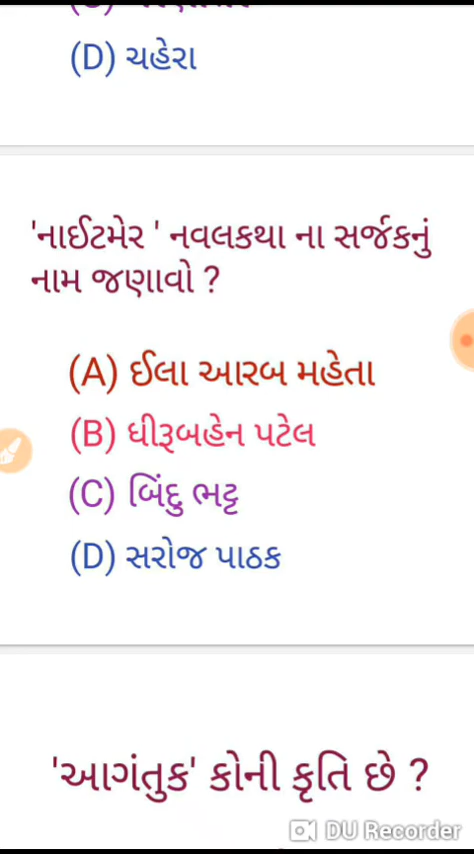 (D) ચહેરા
'નાઈટમેર ' નવલકથા ના સર્જકનું
નામ જણાવો ?
(A) ઈલા આરબ મહેતા
(B) ધીરૂબહેન પટેલ
(C) બિંદુ ભટ્ટ
(D) સરોજ પાઠક
'આગંતુક' કોની કૃતિ છે ?
DU Recorder